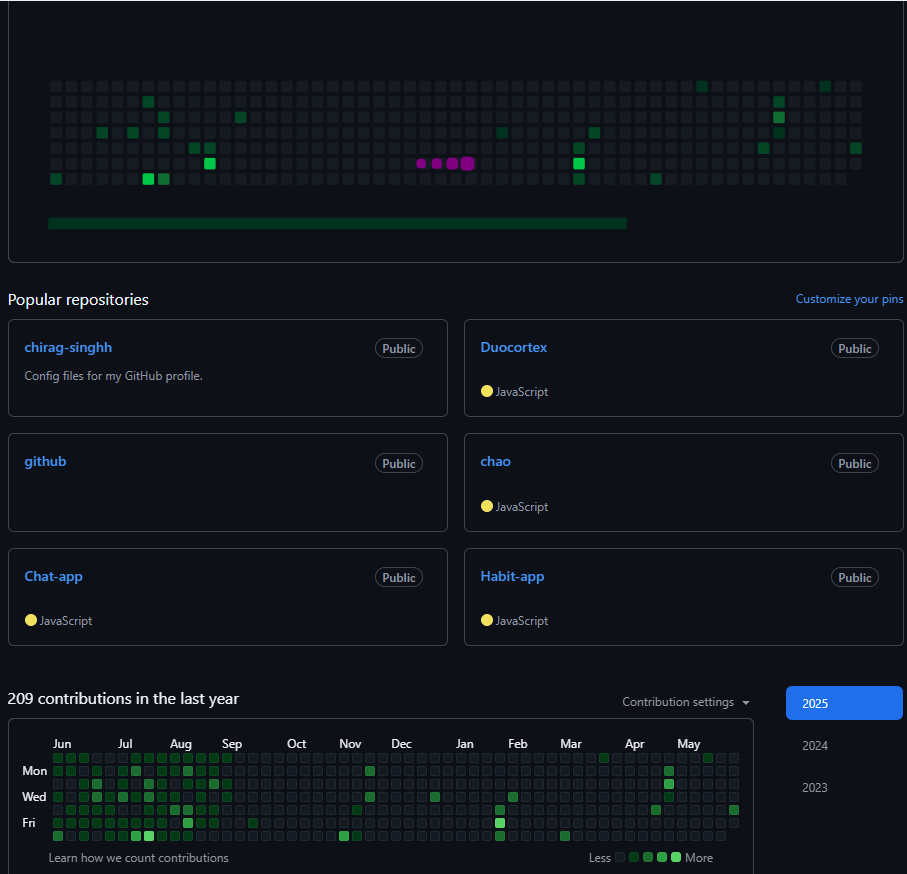 Popular repositories
Customize your pins
chirag-singhh
Public
Config files for my GitHub profile.
Duocortex
Public
JavaScript
github
Public
chao
Public
JavaScript
Chat-app
Public
JavaScript
Habit-app
Public
JavaScript
209 contributions in the last year
Contribution settings
2025
2024
2023
Jun Jul Aug Sep Oct Nov Dec Jan Feb Mar Apr May
Mon
Wed
Fri
Learn how we count contributions
Less More